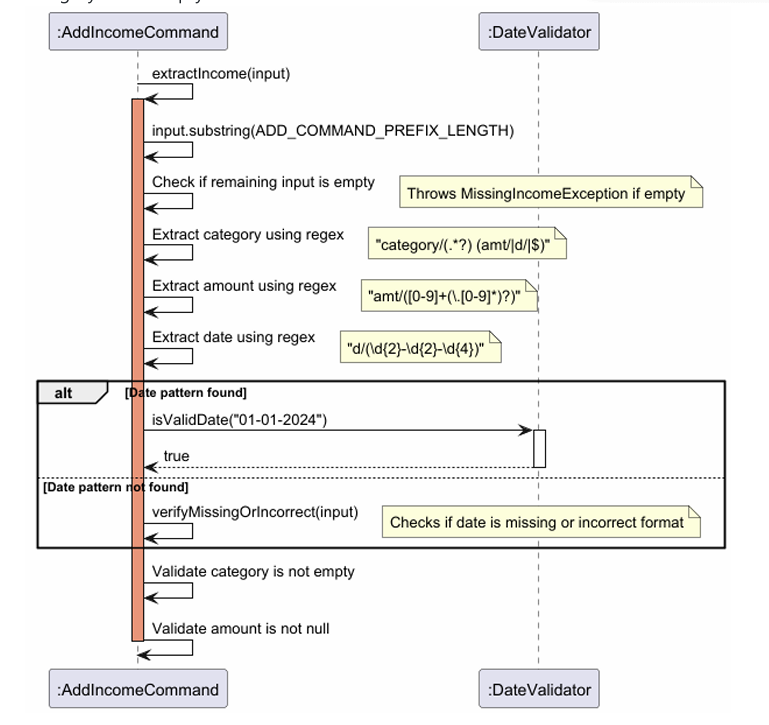 :AddIncomeCommand :DateValidator
extractIncome(input)
input.substring(ADD_COMMAND_PREFIX_LENGTH)
Check if remaining input is empty
Throws MissingIncomeException if empty
Extract category using regex
"category/(.*?) (amt/|d/|$)"
Extract amount using regex
"amt/([0-9]+(\.[0-9]*)?)"
Extract date using regex
"d/(\d{2}-\d{2}-\d{4})"
alt [Date pattern found]
isValidDate("01-01-2024")
true
[Date pattern not found]
verifyMissingOrIncorrect(input)
Checks if date is missing or incorrect format
Validate category is not empty
Validate amount is not null
:AddIncomeCommand :DateValidator